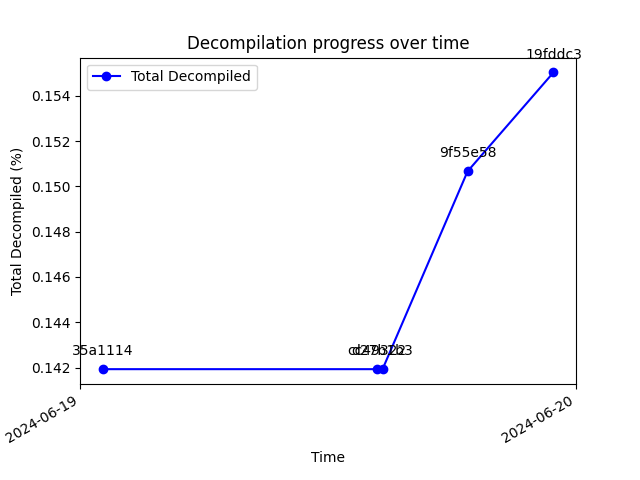 Decompilation progress over time
19fddc3
Total Decompiled
0.154
0.152
9f55e58
0.150
0.148
0.146
0.144
35a1114
0.142
Total Decompiled (%)
2024-06-19
2024-06-20
Time